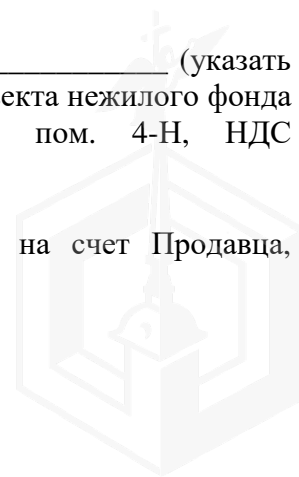 ____________ (указать
екта нежилого фонда
пом. 4-Н, НДС
на счет Продавца,